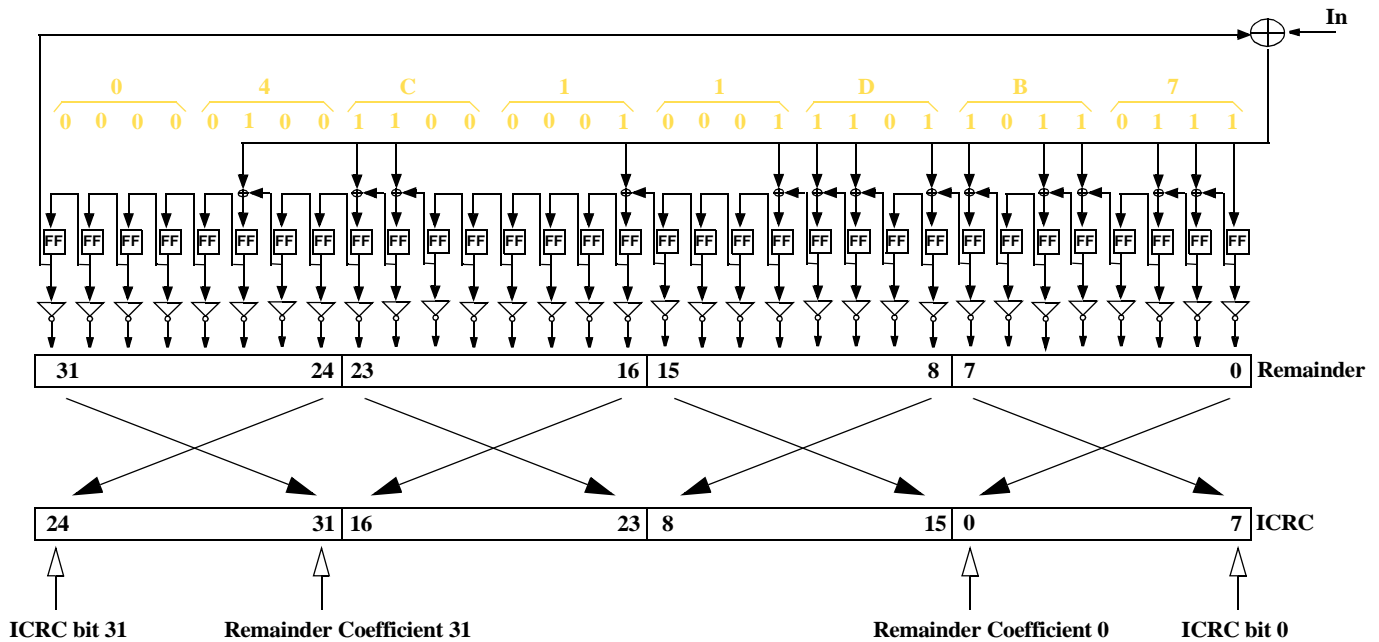 In
0 4 C 1 1 D B 7
0 0 0 0 0 1 0 0 1 1 0 0 0 0 0 1 0 0 0 1 1 1 0 1 1 0 1 1 0 1 1 1
FF FF FF FF FF FF FF FF FF FF FF FF FF FF FF FF FF FF FF FF FF FF FF FF FF FF FF FF FF FF FF FF
31 24 23 16 15 8 7 0 Remainder
24 31 16 23 8 15 0 7 ICRC
ICRC bit 31 Remainder Coefficient 31 Remainder Coefficient 0 ICRC bit 0